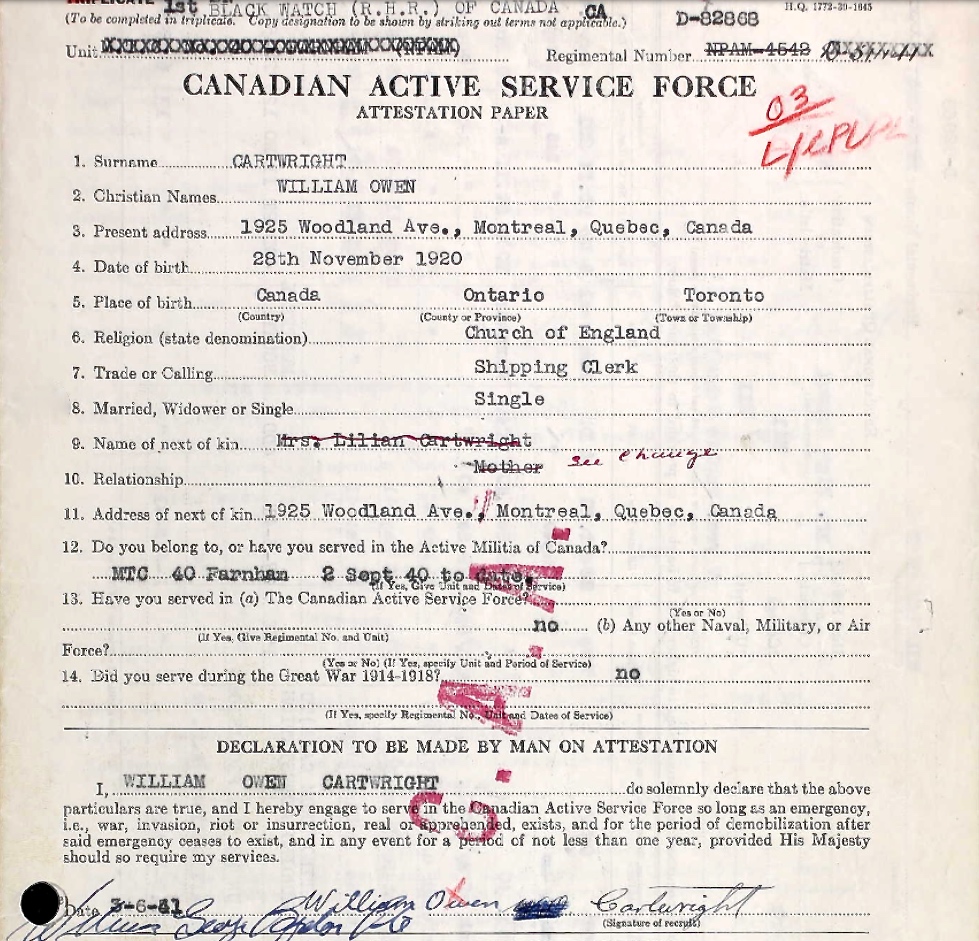 1st BLACK WATCH (R.H.R.) OF CANADA CA
(To be completed in triplicate. Copy designation to be shown by striking out terms not applicable.)
D-82868
H.Q. 1772-39-1645
Unit
Regimental Number NPAM-4542
CANADIAN ACTIVE SERVICE FORCE
ATTESTATION PAPER
03
L/CPL
1. Surname CARTWRIGHT
2. Christian Names WILLIAM OWEN
3. Present address 1925 Woodland Ave., Montreal, Quebec, Canada
4. Date of birth 28th November 1920
5. Place of birth Canada Ontario Toronto
(Country) (County or Province) (Town or Township)
6. Religion (state denomination) Church of England
7. Trade or Calling Shipping Clerk
8. Married, Widower or Single Single
9. Name of next of kin Mrs. Lilian Cartwright
Mother see change
10. Relationship
11. Address of next of kin 1925 Woodland Ave., Montreal, Quebec, Canada
12. Do you belong to, or have you served in the Active Militia of Canada?
MTC 40 Farnham 2 Sept 40 to date.
(If Yes, Give Unit and Dates of Service)
13. Have you served in (a) The Canadian Active Service Force?
(Yes or No)
no (b) Any other Naval, Military, or Air
(If Yes, Give Regimental No. and Unit)
Force?
(Yes or No) (If Yes, specify Unit and Period of Service)
14. Did you serve during the Great War 1914-1918? no
(If Yes, specify Regimental No., Unit and Dates of Service)
DECLARATION TO BE MADE BY MAN ON ATTESTATION
I, WILLIAM OWEN CARTWRIGHT do solemnly declare that the above
particulars are true, and I hereby engage to serve in the Canadian Active Service Force so long as an emergency,
i.e., war, invasion, riot or insurrection, real or apprehended, exists, and for the period of demobilization after
said emergency ceases to exist, and in any event for a period of not less than one year, provided His Majesty
should so require my services.
Date 3-6-41 William Owen Cartwright
(Signature of recruit)